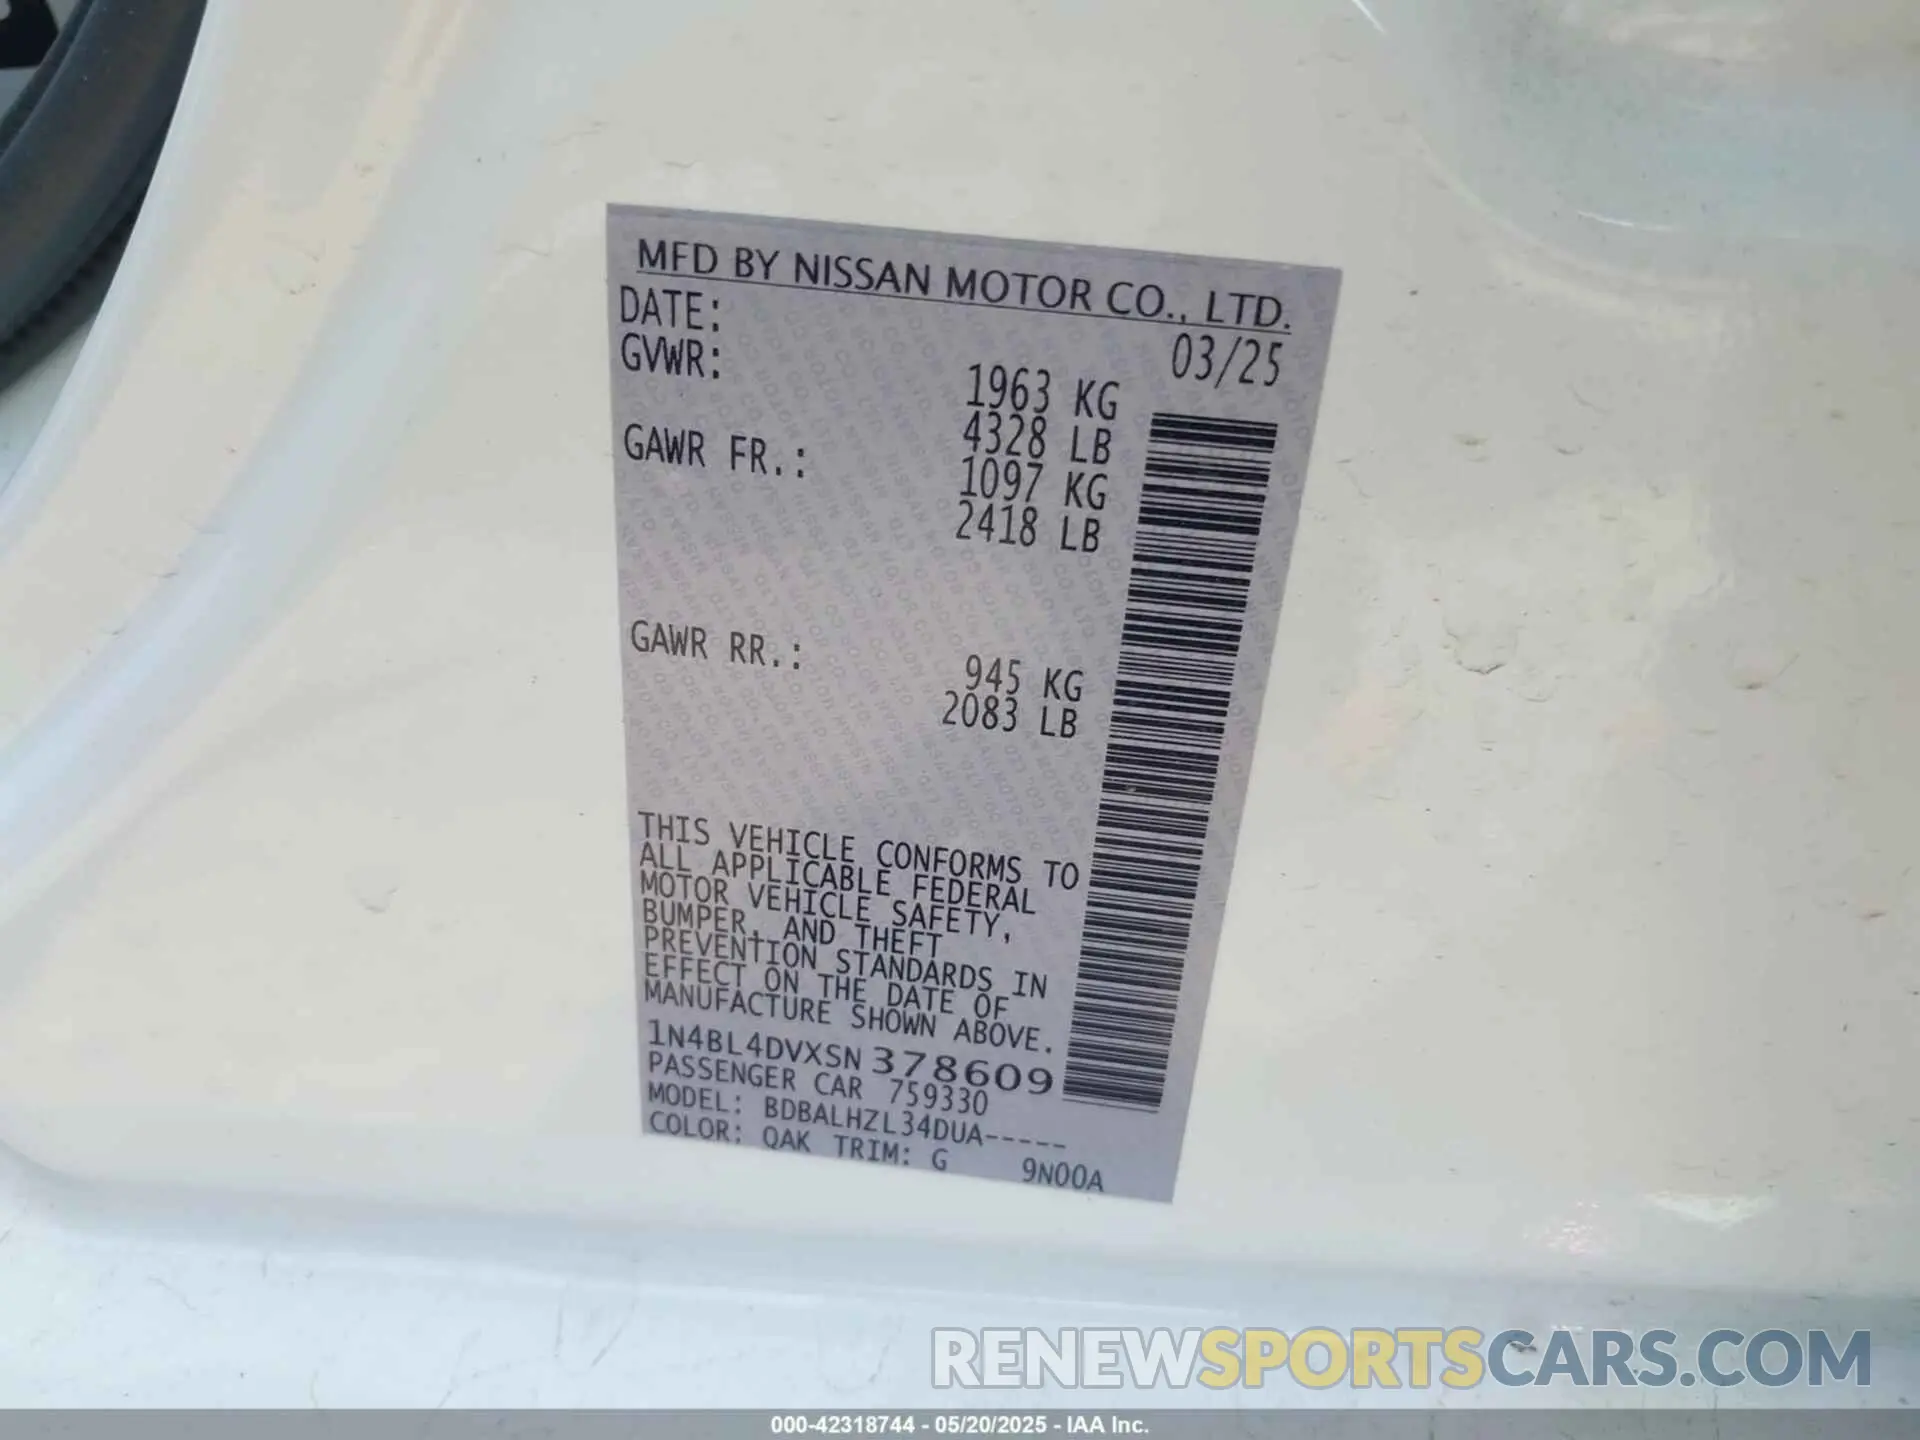 MFD BY NISSAN MOTOR CO., LTD.
DATE: 03/25
GVWR: 1963 KG
4328 LB
GAWR FR.: 1097 KG
2418 LB
GAWR RR.: 945 KG
2083 LB
THIS VEHICLE CONFORMS TO
ALL APPLICABLE FEDERAL
MOTOR VEHICLE SAFETY,
BUMPER, AND THEFT
PREVENTION STANDARDS IN
EFFECT ON THE DATE OF
MANUFACTURE SHOWN ABOVE.
1N4BL4DVXSN378609
PASSENGER CAR 759330
MODEL: BDBALHZL34DUA-----
COLOR: QAK TRIM: G 9N00A
RENEWSPORTSCARS.COM
000-42318744 - 05/20/2025 - IAA Inc.